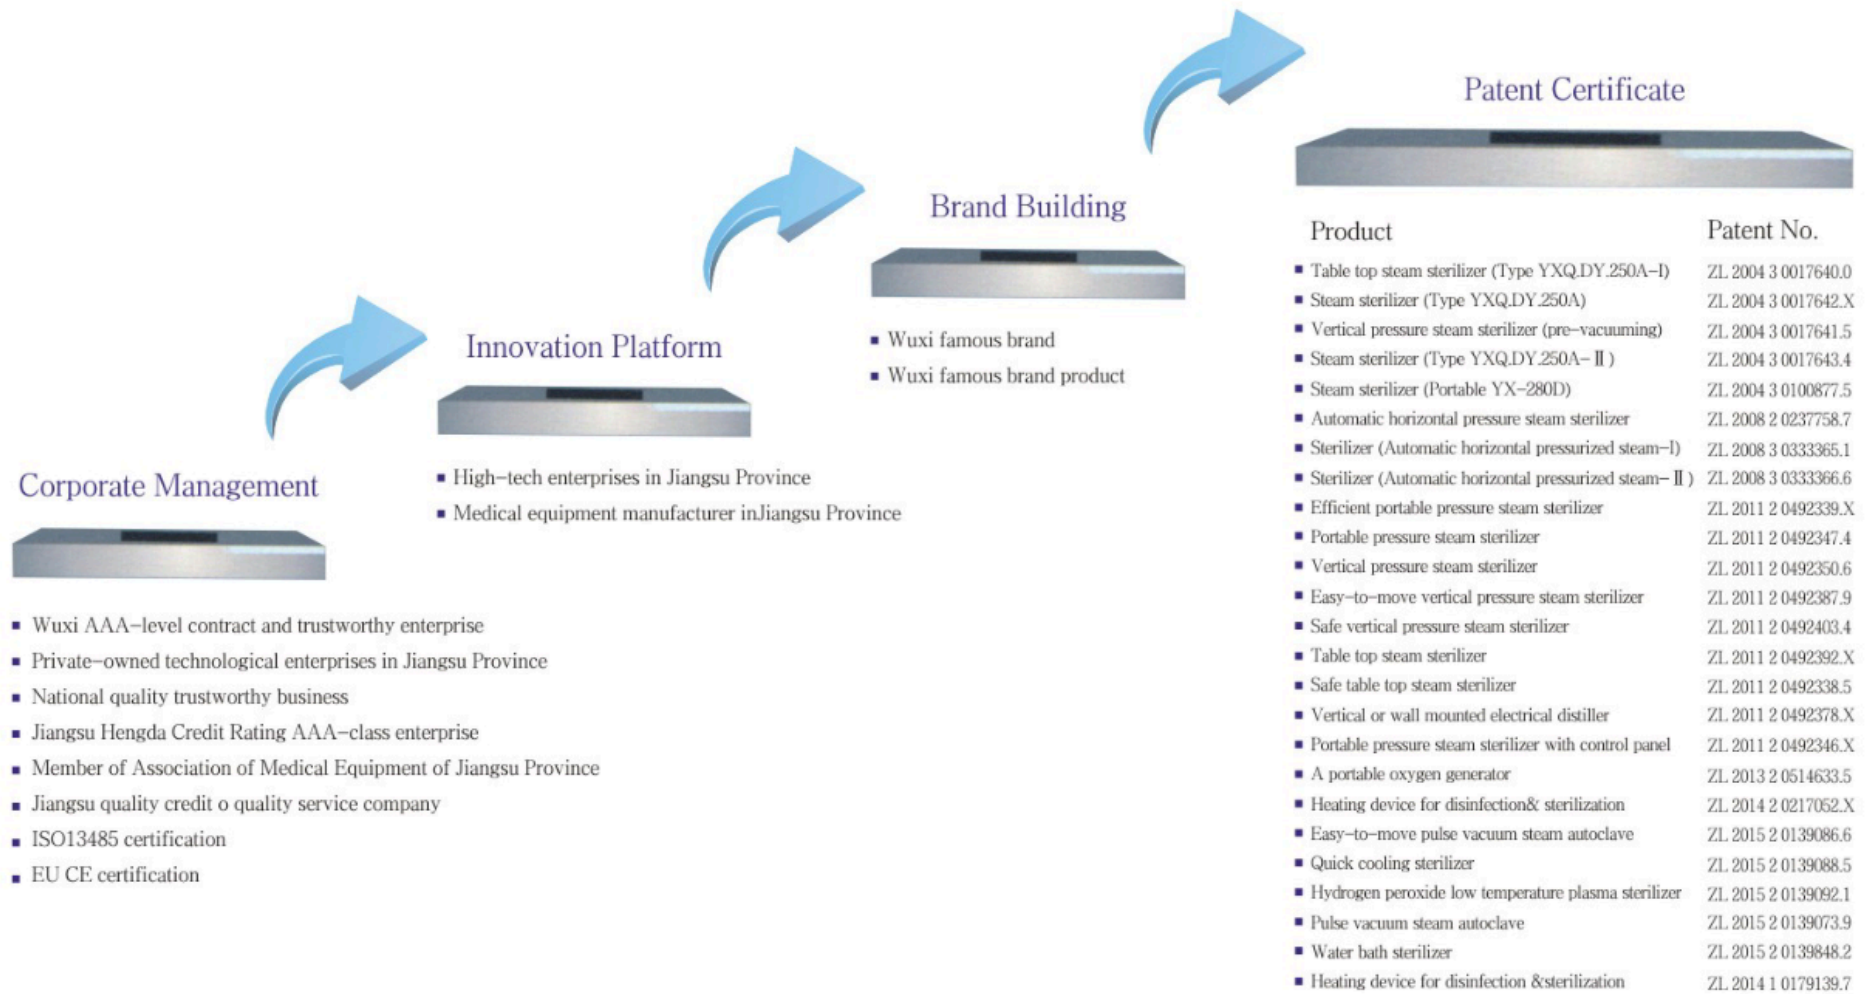 Patent Certificate
Product Patent No.
▪ Table top steam sterilizer (Type YXQ.DY.250A-I) ZL 2004 3 0017640.0
▪ Steam sterilizer (Type YXQ.DY.250A) ZL 2004 3 0017642.X
▪ Vertical pressure steam sterilizer (pre-vacuuming) ZL 2004 3 0017641.5
▪ Steam sterilizer (Type YXQ.DY.250A-Ⅱ) ZL 2004 3 0017643.4
▪ Steam sterilizer (Portable YX-280D) ZL 2004 3 0100877.5
▪ Automatic horizontal pressure steam sterilizer ZL 2008 2 0237758.7
▪ Sterilizer (Automatic horizontal pressurized steam-I) ZL 2008 3 0333365.1
▪ Sterilizer (Automatic horizontal pressurized steam-Ⅱ) ZL 2008 3 0333366.6
▪ Efficient portable pressure steam sterilizer ZL 2011 2 0492339.X
▪ Portable pressure steam sterilizer ZL 2011 2 0492347.4
▪ Vertical pressure steam sterilizer ZL 2011 2 0492350.6
▪ Easy-to-move vertical pressure steam sterilizer ZL 2011 2 0492387.9
▪ Safe vertical pressure steam sterilizer ZL 2011 2 0492403.4
▪ Table top steam sterilizer ZL 2011 2 0492392.X
▪ Safe table top steam sterilizer ZL 2011 2 0492338.5
▪ Vertical or wall mounted electrical distiller ZL 2011 2 0492378.X
▪ Portable pressure steam sterilizer with control panel ZL 2011 2 0492346.X
▪ A portable oxygen generator ZL 2013 2 0514633.5
▪ Heating device for disinfection& sterilization ZL 2014 2 0217052.X
▪ Easy-to-move pulse vacuum steam autoclave ZL 2015 2 0139086.6
▪ Quick cooling sterilizer ZL 2015 2 0139088.5
▪ Hydrogen peroxide low temperature plasma sterilizer ZL 2015 2 0139092.1
▪ Pulse vacuum steam autoclave ZL 2015 2 0139073.9
▪ Water bath sterilizer ZL 2015 2 0139848.2
▪ Heating device for disinfection &sterilization ZL 2014 1 0179139.7
Brand Building
▪ Wuxi famous brand
▪ Wuxi famous brand product
Innovation Platform
▪ High-tech enterprises in Jiangsu Province
▪ Medical equipment manufacturer inJiangsu Province
Corporate Management
▪ Wuxi AAA-level contract and trustworthy enterprise
▪ Private-owned technological enterprises in Jiangsu Province
▪ National quality trustworthy business
▪ Jiangsu Hengda Credit Rating AAA-class enterprise
▪ Member of Association of Medical Equipment of Jiangsu Province
▪ Jiangsu quality credit o quality service company
▪ ISO13485 certification
▪ EU CE certification